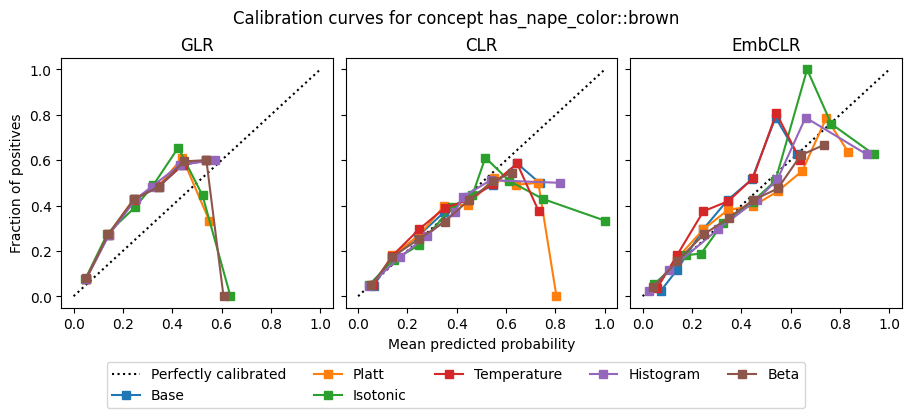 Calibration curves for concept has_nape_color::brown
GLR
CLR
EmbCLR
1.0
0.8
0.6
0.4
0.2
0.0
Fraction of positives
0.0 0.2 0.4 0.6 0.8 1.0
0.0 0.2 0.4 0.6 0.8 1.0
0.0 0.2 0.4 0.6 0.8 1.0
Mean predicted probability
Perfectly calibrated Platt Temperature Histogram Beta
Base Isotonic